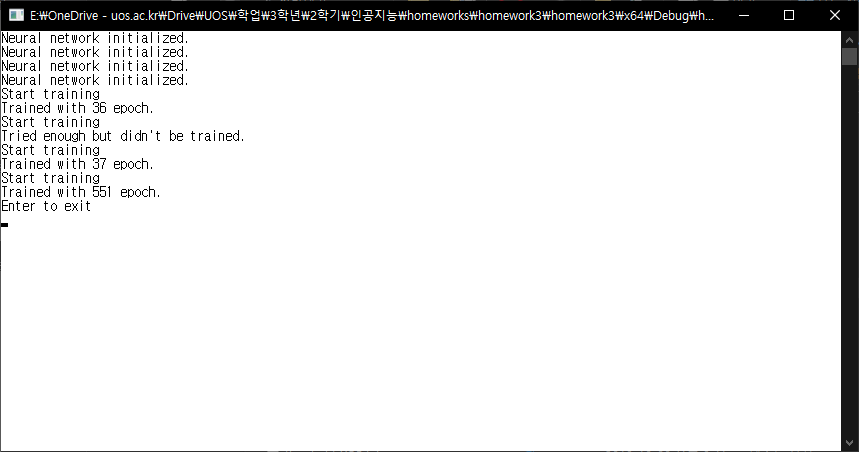 E:₩OneDrive - uos.ac.kr₩Drive₩UOS₩학업₩3학년₩2학기₩인공지능₩homeworks₩homework3₩homework3₩x64₩Debug₩h...
Neural network initialized.
Neural network initialized.
Neural network initialized.
Neural network initialized.
Start training
Trained with 36 epoch.
Start training
Tried enough but didn't be trained.
Start training
Trained with 37 epoch.
Start training
Trained with 551 epoch.
Enter to exit